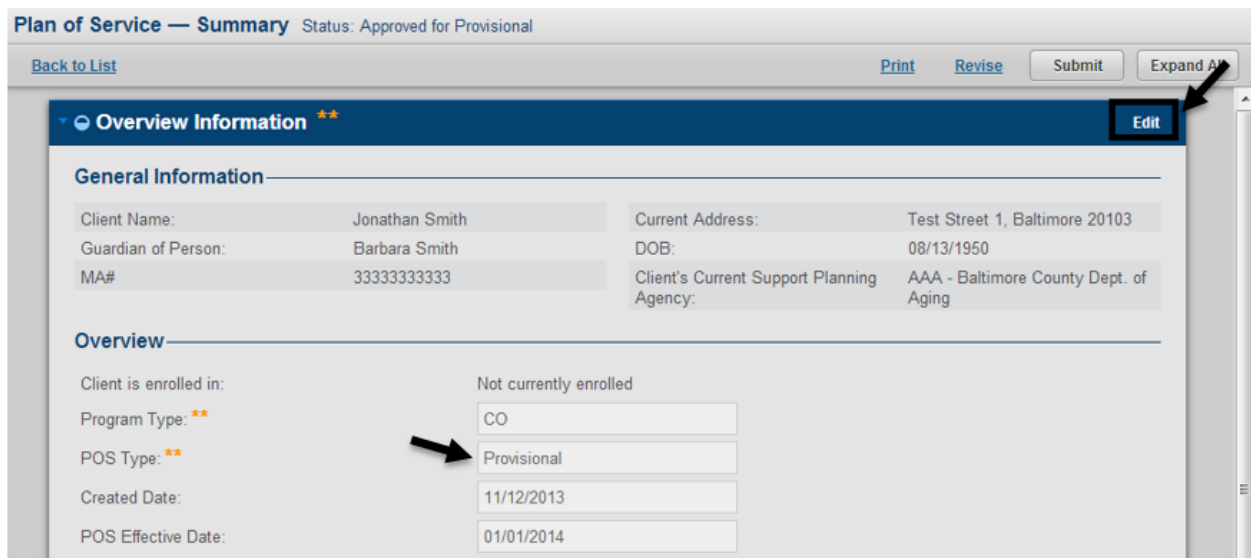 Plan of Service — Summary Status: Approved for Provisional
Back to List Print Revise Submit Expand All
Overview Information ** Edit
General Information
Client Name: Jonathan Smith Current Address: Test Street 1, Baltimore 20103
Guardian of Person: Barbara Smith DOB: 08/13/1950
MA# 33333333333 Client's Current Support Planning AAA - Baltimore County Dept. of
Agency: Aging
Overview
Client is enrolled in: Not currently enrolled
Program Type: ** CO
POS Type: ** Provisional
Created Date: 11/12/2013
POS Effective Date: 01/01/2014